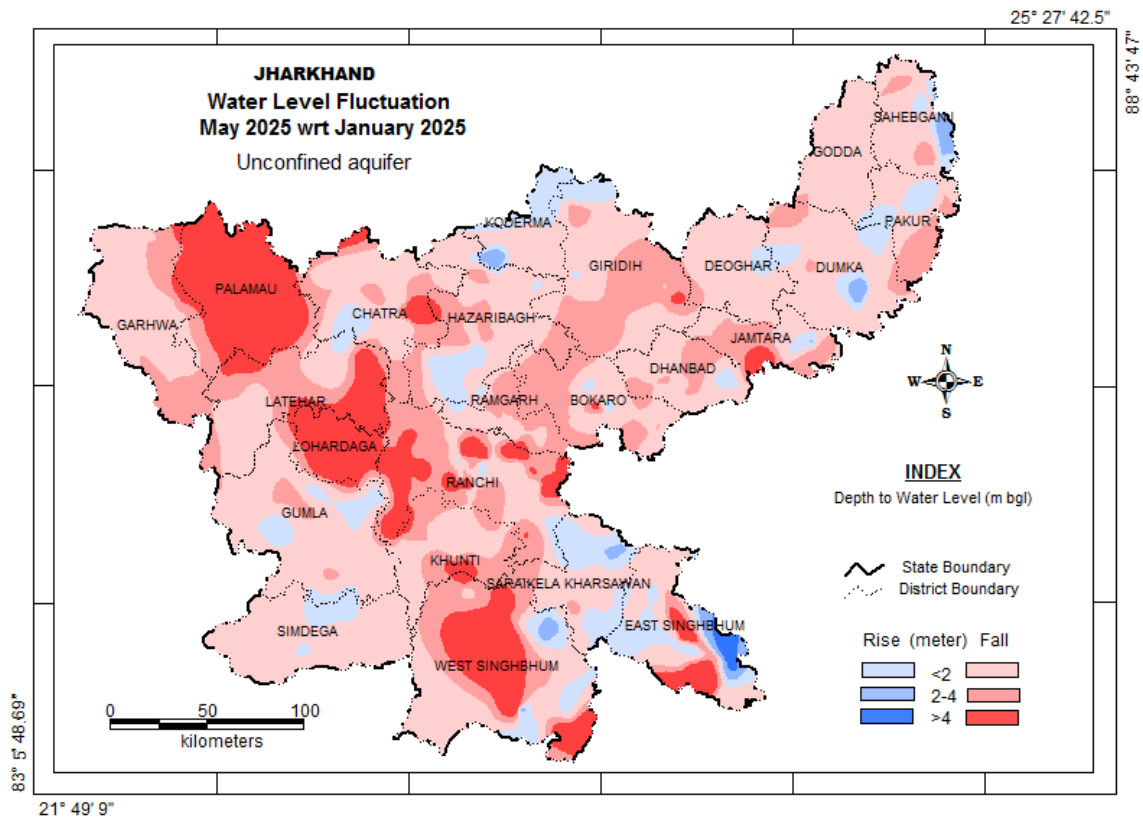 25° 27' 42.5"
88° 43' 47"
JHARKHAND
Water Level Fluctuation
May 2025 wrt January 2025
Unconfined aquifer
SAHEBGANJ
GODDA
KODERMA
PAKUR
GIRIDIH
DEOGHAR
DUMKA
PALAMAU
GARHWA
CHATRA
HAZARIBAGH
JAMTARA
DHANBAD
LATEHAR
RAMGARH
BOKARO
LOHARDAGA
RANCHI
GUMLA
KHUNTI
SARAIKELA KHARSAWAN
SIMDEGA
EAST SINGHBHUM
WEST SINGHBHUM
N
W E
S
INDEX
Depth to Water Level (m bgl)
State Boundary
District Boundary
Rise (meter) Fall
<2
2-4
>4
0 50 100
kilometers
83° 5' 48.69"
21° 49' 9"